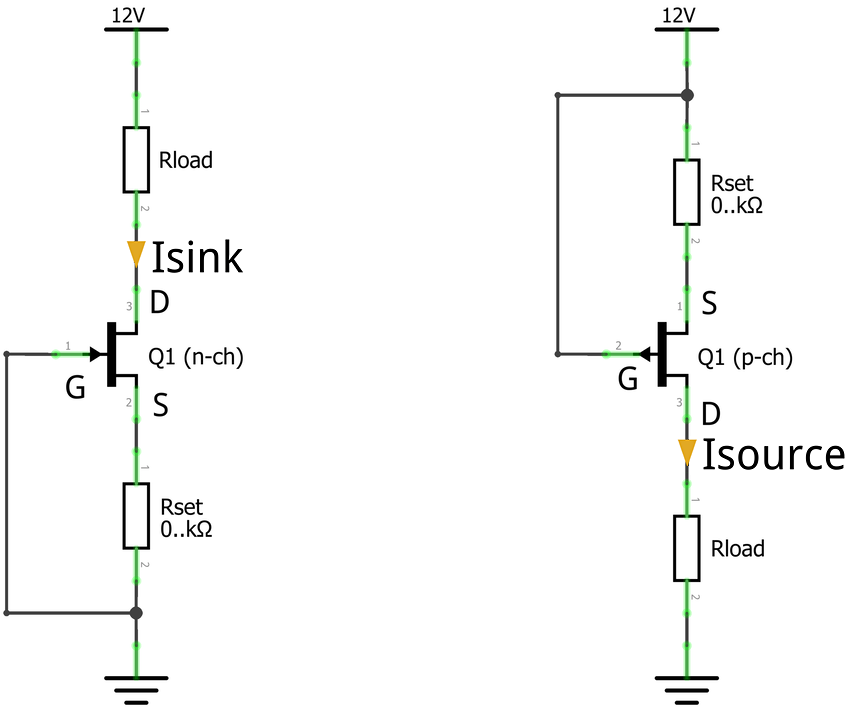 12V
1
Rload
2
Isink
3
D
1
Q1 (n-ch)
G
2
S
1
Rset
0..kΩ
2
12V
1
Rset
0..kΩ
2
1
S
2
Q1 (p-ch)
G
3
D
Isource
1
Rload
2